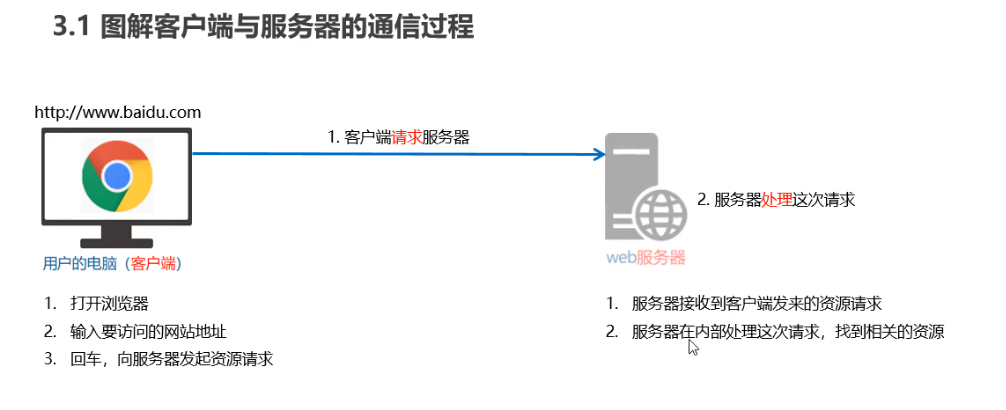 3.1 图解客户端与服务器的通信过程
http://www.baidu.com
1. 客户端请求服务器
2. 服务器处理这次请求
用户的电脑（客户端）
web服务器
1. 打开浏览器
2. 输入要访问的网站地址
3. 回车，向服务器发起资源请求
1. 服务器接收到客户端发来的资源请求
2. 服务器在内部处理这次请求，找到相关的资源